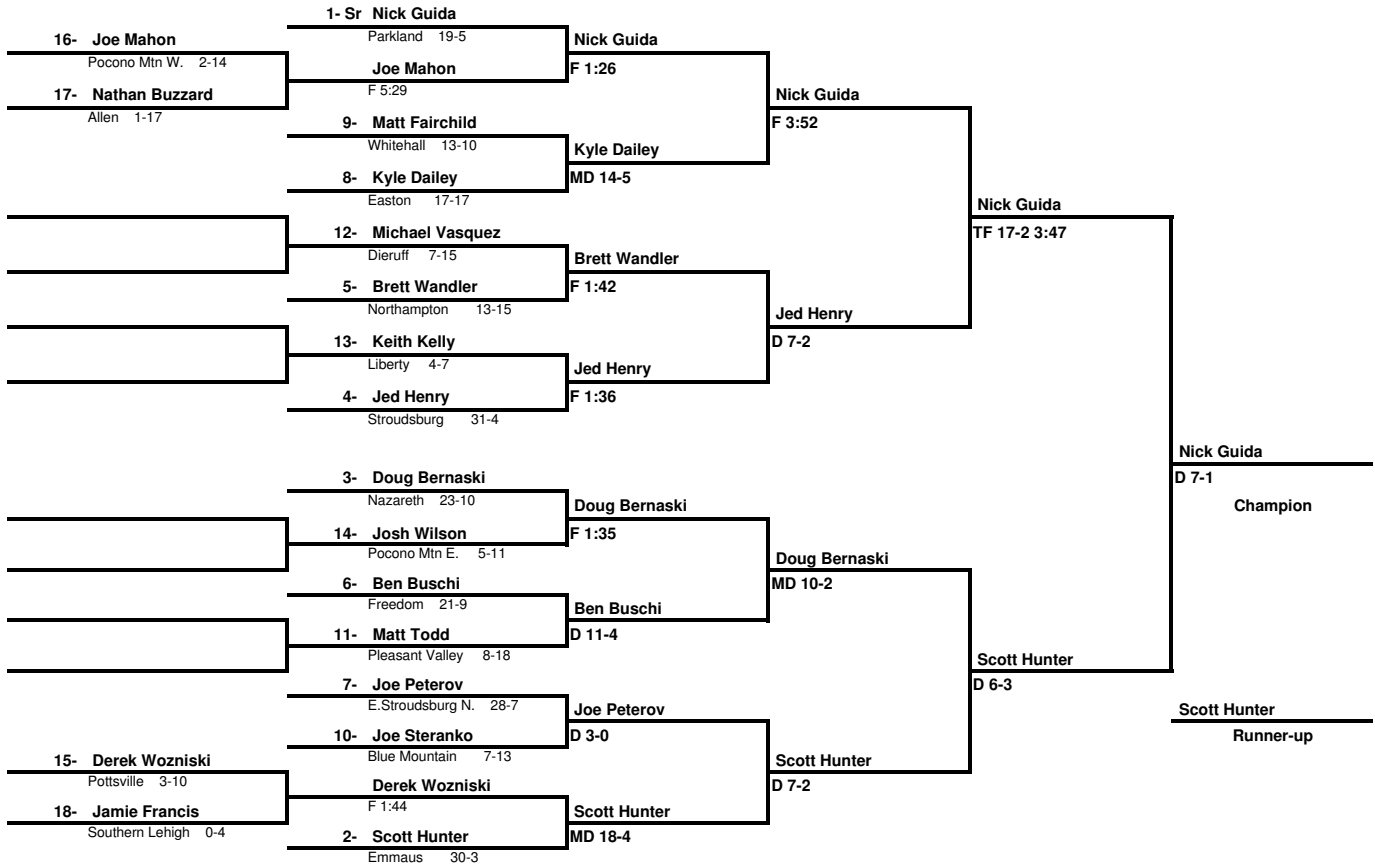 1- Sr Nick Guida
Parkland 19-5
16- Joe Mahon
Pocono Mtn W. 2-14
Joe Mahon
F 5:29
17- Nathan Buzzard
Allen 1-17
Nick Guida
F 1:26
9- Matt Fairchild
Whitehall 13-10
8- Kyle Dailey
Easton 17-17
Kyle Dailey
MD 14-5
Nick Guida
F 3:52
12- Michael Vasquez
Dieruff 7-15
5- Brett Wandler
Northampton 13-15
Brett Wandler
F 1:42
13- Keith Kelly
Liberty 4-7
4- Jed Henry
Stroudsburg 31-4
Jed Henry
F 1:36
Jed Henry
D 7-2
Nick Guida
TF 17-2 3:47
3- Doug Bernaski
Nazareth 23-10
14- Josh Wilson
Pocono Mtn E. 5-11
Doug Bernaski
F 1:35
6- Ben Buschi
Freedom 21-9
11- Matt Todd
Pleasant Valley 8-18
Ben Buschi
D 11-4
Doug Bernaski
MD 10-2
7- Joe Peterov
E.Stroudsburg N. 28-7
10- Joe Steranko
Blue Mountain 7-13
Joe Peterov
D 3-0
15- Derek Wozniski
Pottsville 3-10
18- Jamie Francis
Southern Lehigh 0-4
Derek Wozniski
F 1:44
2- Scott Hunter
Emmaus 30-3
Scott Hunter
MD 18-4
Scott Hunter
D 7-2
Scott Hunter
D 6-3
Nick Guida
D 7-1
Champion
Scott Hunter
Runner-up